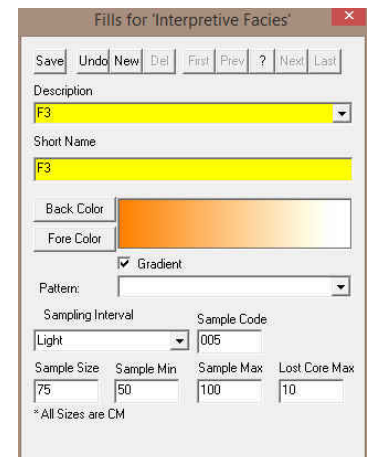 Fills for 'Interpretive Facies'
Save Undo New Del First Prev ? Next Last
Description
F3
Short Name
F3
Back Color
Fore Color
Gradient
Pattern:
Sampling Interval Sample Code
Light 005
Sample Size Sample Min Sample Max Lost Core Max
75 50 100 10
* All Sizes are CM